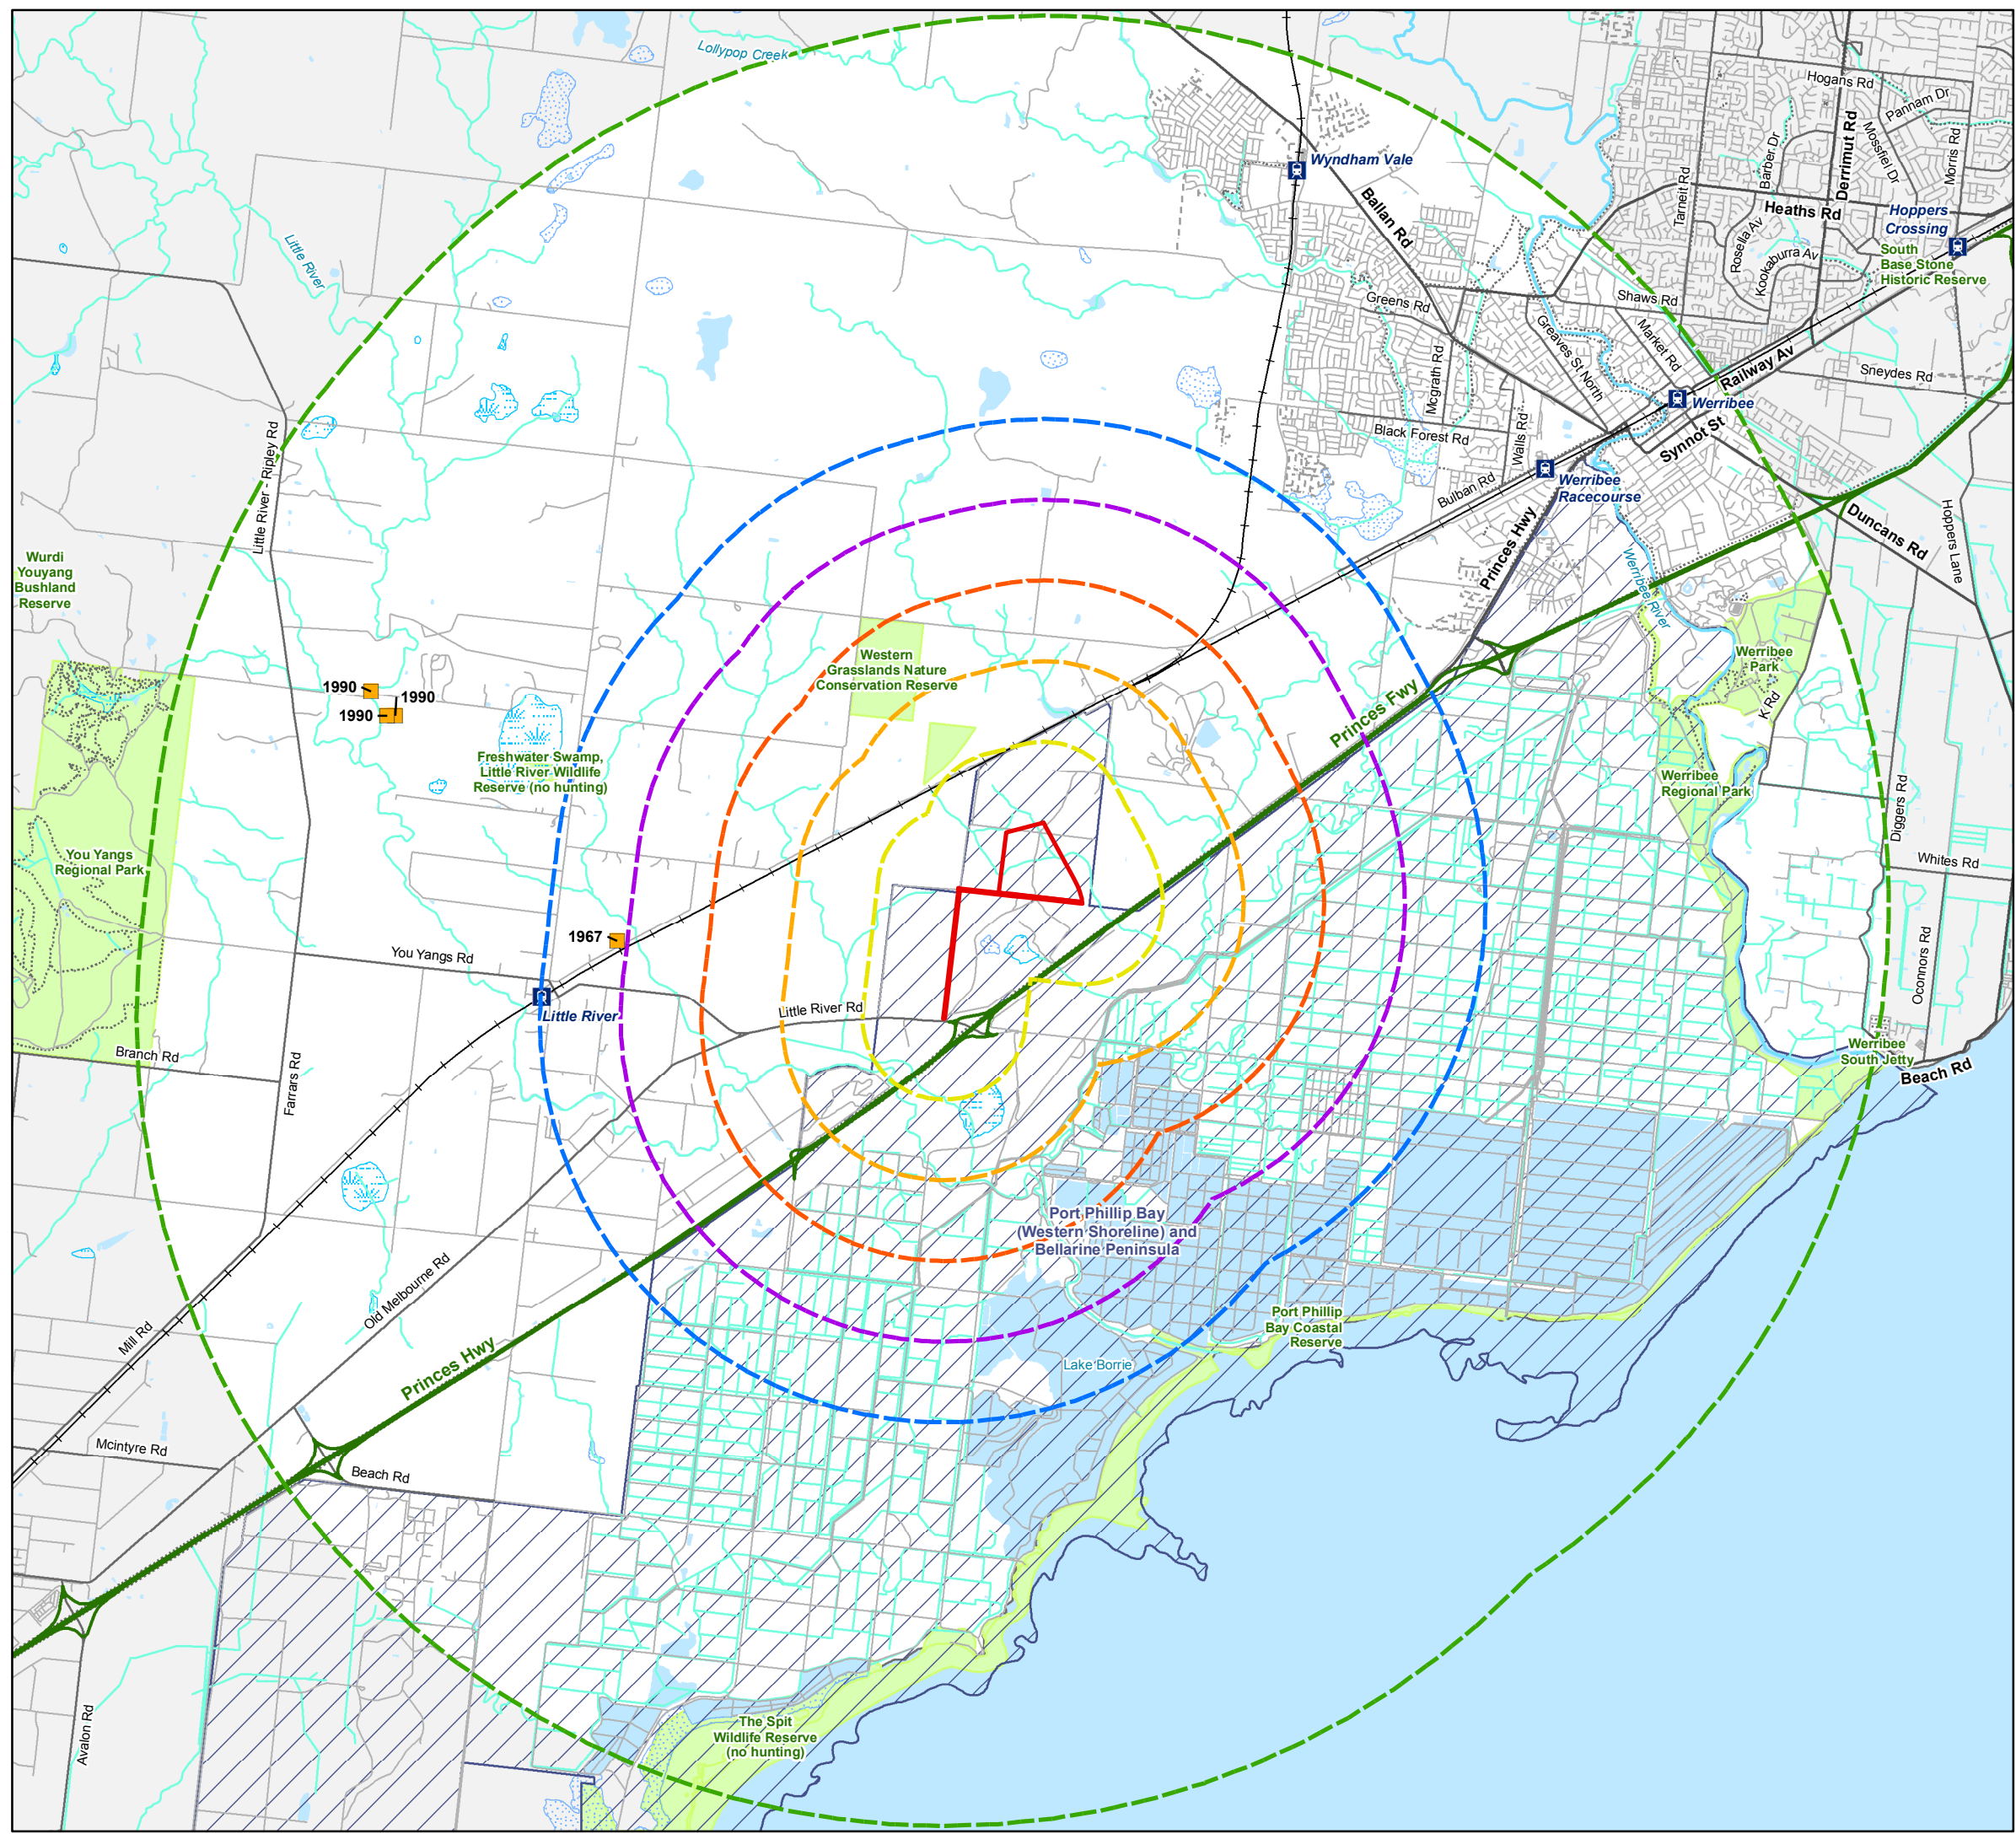 Lollypop Creek
Hogans Rd
Pannam Dr
Wyndham Vale
Barber Dr
Derrimut Rd
Mossfiel Dr
Morris Rd
Tarneit Rd
Ballan Rd
Heaths Rd
Hoppers
Crossing
Little River
Rosella Av
Kookaburra Av
South
Base Stone
Historic Reserve
Greens Rd
Shaws Rd
Greaves St North
Market Rd
Railway Av
Sneydes Rd
Mcgrath Rd
Werribee
Little River - Ripley Rd
Black Forest Rd
Walls Rd
Synnot St
Bulban Rd
Werribee
Racecourse
Princes Hwy
Duncans Rd
Hoppers Lane
Wurdi
Youyang
Bushland
Reserve
Werribee River
Western
Grasslands Nature
Conservation Reserve
Werribee
Park
K Rd
1990
1990
1990
Princes Fwy
Freshwater Swamp,
Little River Wildlife
Reserve (no hunting)
Werribee
Regional Park
Diggers Rd
You Yangs
Regional Park
Whites Rd
1967
You Yangs Rd
Oconnors Rd
Little River
Little River Rd
Branch Rd
Farrars Rd
Werribee
South Jetty
Beach Rd
Port Phillip Bay
(Western Shoreline) and
Bellarine Peninsula
Old Melbourne Rd
Mill Rd
Port Phillip
Bay Coastal
Reserve
Princes Hwy
Lake Borrie
Mcintyre Rd
Beach Rd
Avalon Rd
The Spit
Wildlife Reserve
(no hunting)